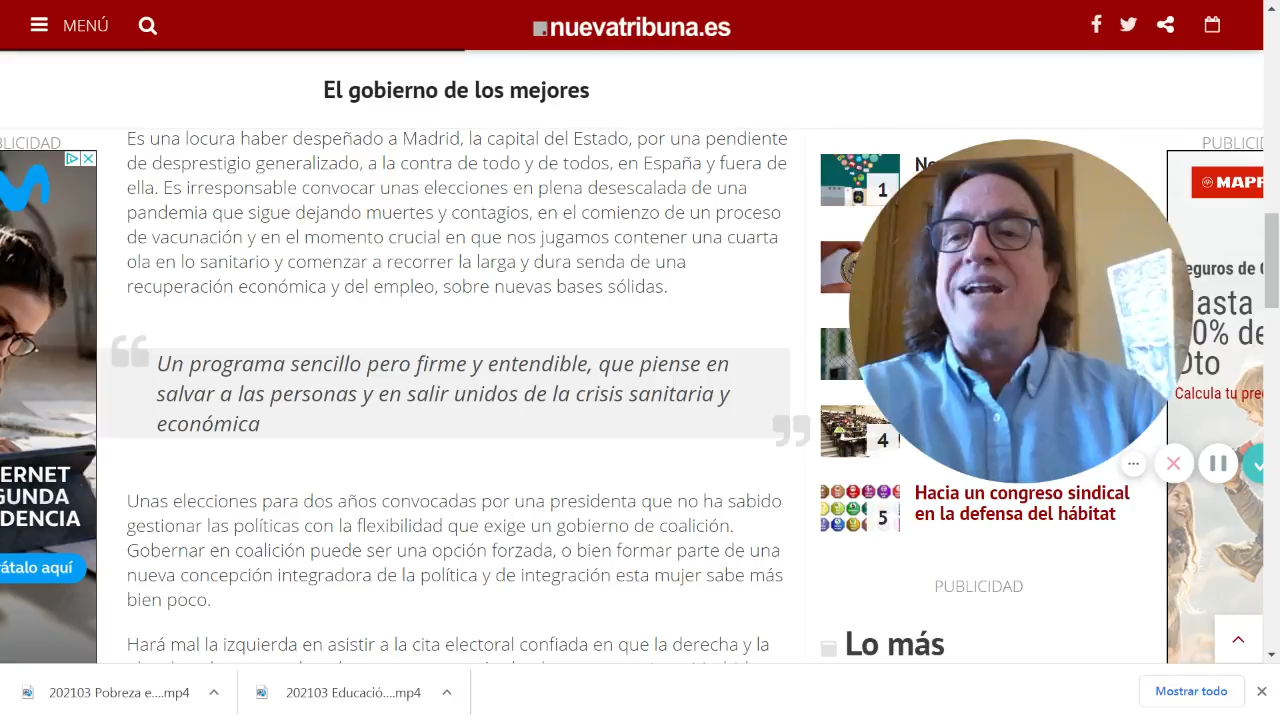 MENÚ
nuevatribuna.es
El gobierno de los mejores
Es una locura haber despeñado a Madrid, la capital del Estado, por una pendiente
de desprestigio generalizado, a la contra de todo y de todos, en España y fuera de
ella. Es irresponsable convocar unas elecciones en plena desescalada de una
pandemia que sigue dejando muertes y contagios, en el comienzo de un proceso
de vacunación y en el momento crucial en que nos jugamos contener una cuarta
ola en lo sanitario y comenzar a recorrer la larga y dura senda de una
recuperación económica y del empleo, sobre nuevas bases sólidas.
Un programa sencillo pero firme y entendible, que piense en
salvar a las personas y en salir unidos de la crisis sanitaria y
económica
Unas elecciones para dos años convocadas por una presidenta que no ha sabido
gestionar las políticas con la flexibilidad que exige un gobierno de coalición.
Gobernar en coalición puede ser una opción forzada, o bien formar parte de una
nueva concepción integradora de la política y de integración esta mujer sabe más
bien poco.
Hará mal la izquierda en asistir a la cita electoral confiada en que la derecha y la
LICIDAD
ERNET
GUNDA
DENCIA
rátalo aquí
1
4
5
Hacia un congreso sindical
en la defensa del hábitat
PUBLICIDAD
Lo más
PUBLICID
MAPF
eguros de
asta
0% de
Dto
Calcula tu pre
202103 Pobreza e....mp4
202103 Educació....mp4
Mostrar todo